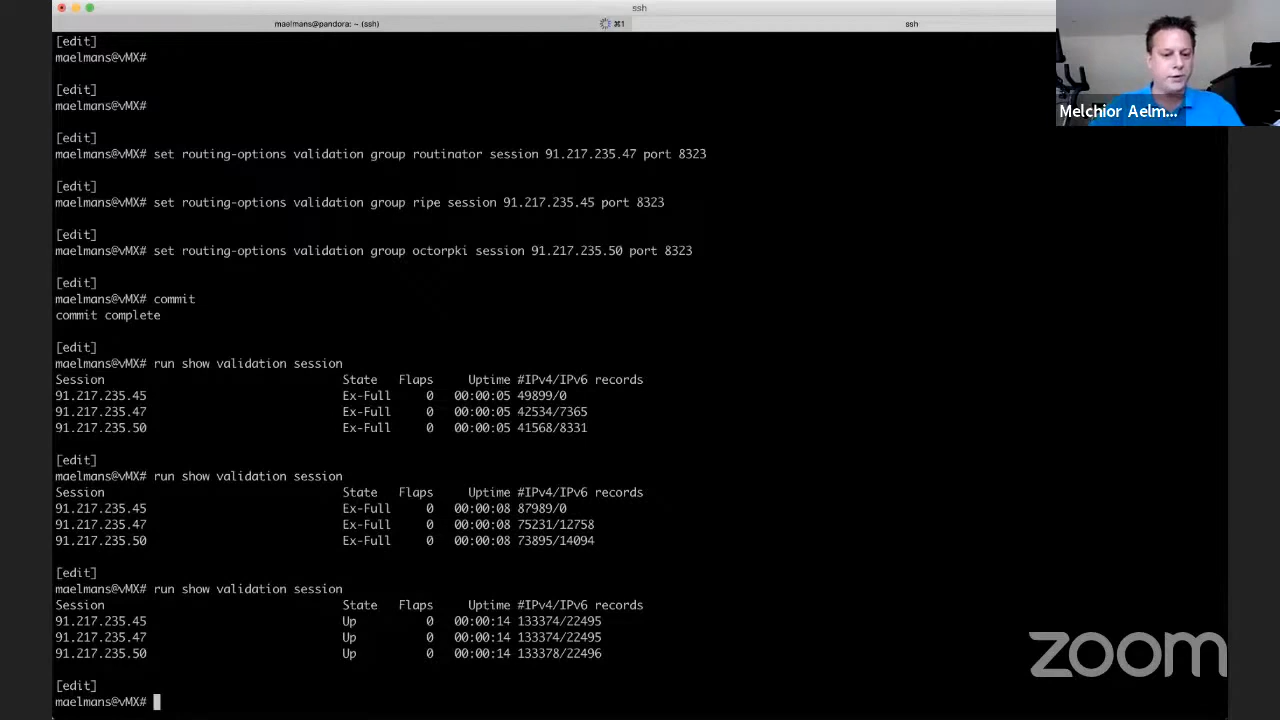 ssh
maelmans@pandora: ~ (ssh)
⌘1
ssh
[edit]
maelmans@vMX#
[edit]
maelmans@vMX#
[edit]
maelmans@vMX# set routing-options validation group routinator session 91.217.235.47 port 8323
[edit]
maelmans@vMX# set routing-options validation group ripe session 91.217.235.45 port 8323
[edit]
maelmans@vMX# set routing-options validation group octorpki session 91.217.235.50 port 8323
[edit]
maelmans@vMX# commit
commit complete
[edit]
maelmans@vMX# run show validation session
Session State Flaps Uptime #IPv4/IPv6 records
91.217.235.45 Ex-Full 0 00:00:05 49899/0
91.217.235.47 Ex-Full 0 00:00:05 42534/7365
91.217.235.50 Ex-Full 0 00:00:05 41568/8331
[edit]
maelmans@vMX# run show validation session
Session State Flaps Uptime #IPv4/IPv6 records
91.217.235.45 Ex-Full 0 00:00:08 87989/0
91.217.235.47 Ex-Full 0 00:00:08 75231/12758
91.217.235.50 Ex-Full 0 00:00:08 73895/14094
[edit]
maelmans@vMX# run show validation session
Session State Flaps Uptime #IPv4/IPv6 records
91.217.235.45 Up 0 00:00:14 133374/22495
91.217.235.47 Up 0 00:00:14 133374/22495
91.217.235.50 Up 0 00:00:14 133378/22496
[edit]
maelmans@vMX#
Melchior Aelm...
zoom